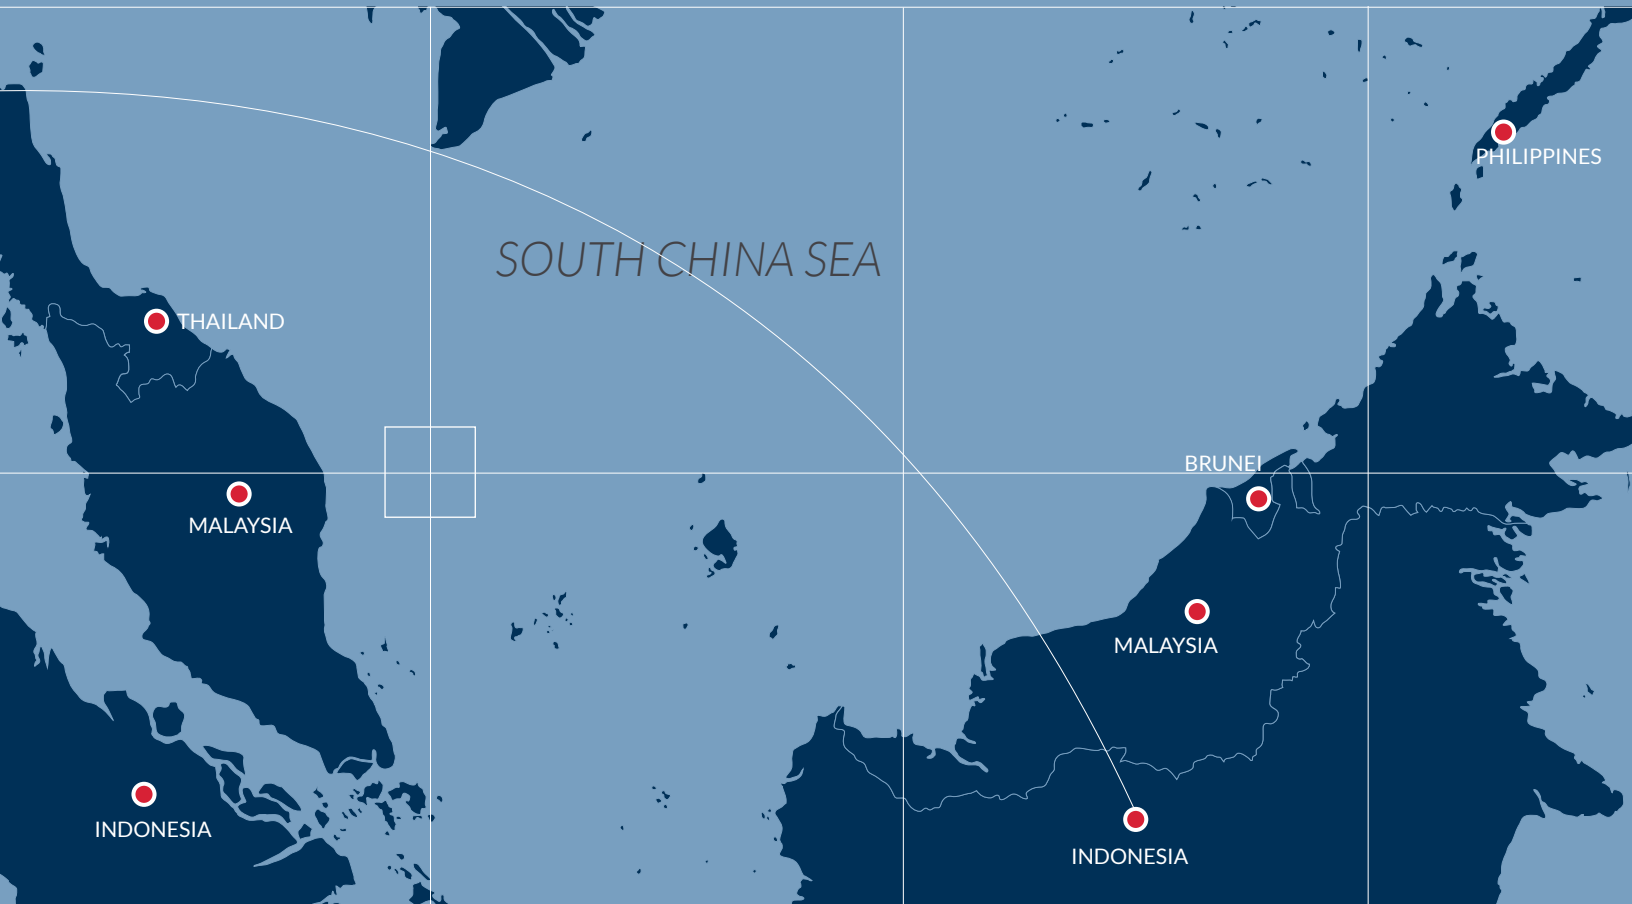 PHILIPPINES
SOUTH CHINA SEA
THAILAND
BRUNEI
MALAYSIA
MALAYSIA
INDONESIA
INDONESIA